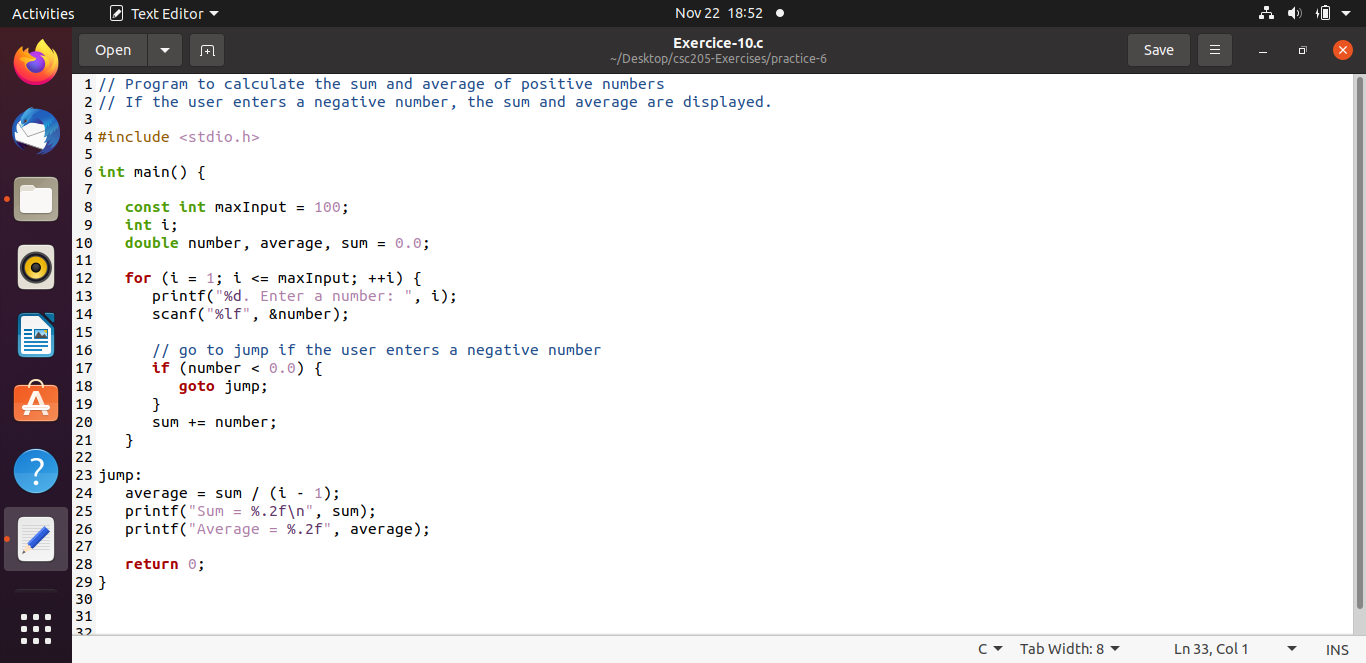 Activities Text Editor Nov 22 18:52
Open Exercice-10.c Save
~/Desktop/csc205-Exercises/practice-6
1 // Program to calculate the sum and average of positive numbers
2 // If the user enters a negative number, the sum and average are displayed.
3
4 #include <stdio.h>
5
6 int main() {
7
8    const int maxInput = 100;
9    int i;
10    double number, average, sum = 0.0;
11
12    for (i = 1; i <= maxInput; ++i) {
13       printf("%d. Enter a number: ", i);
14       scanf("%lf", &number);
15
16       // go to jump if the user enters a negative number
17       if (number < 0.0) {
18          goto jump;
19       }
20       sum += number;
21    }
22
23 jump:
24    average = sum / (i - 1);
25    printf("Sum = %.2f\n", sum);
26    printf("Average = %.2f", average);
27
28    return 0;
29 }
30
31
32
C Tab Width: 8 Ln 33, Col 1 INS